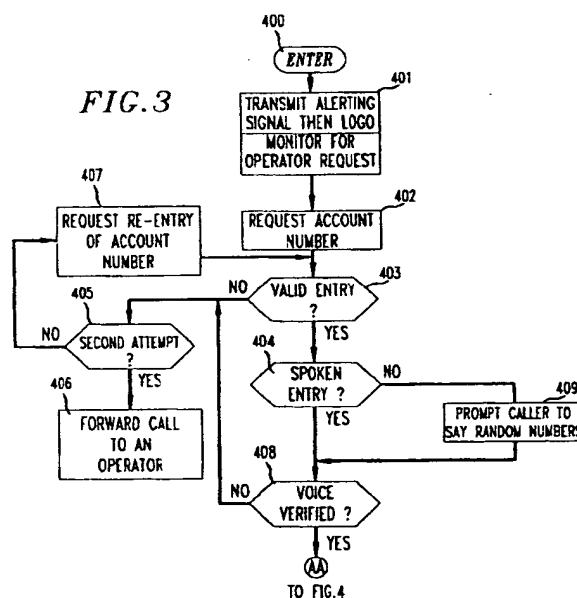 400
ENTER
FIG.3
401
TRANSMIT ALERTING
SIGNAL THEN LOGO
MONITOR FOR
OPERATOR REQUEST
407
REQUEST RE-ENTRY
OF ACCOUNT
NUMBER
402
REQUEST ACCOUNT
NUMBER
403
NO
VALID ENTRY
?
YES
405
NO
SECOND ATTEMPT
?
YES
404
SPOKEN
ENTRY ?
NO
YES
409
PROMPT CALLER TO
SAY RANDOM NUMBERS
406
FORWARD CALL
TO AN
OPERATOR
408
NO
VOICE
VERIFIED ?
YES
AA
TO FIG.4